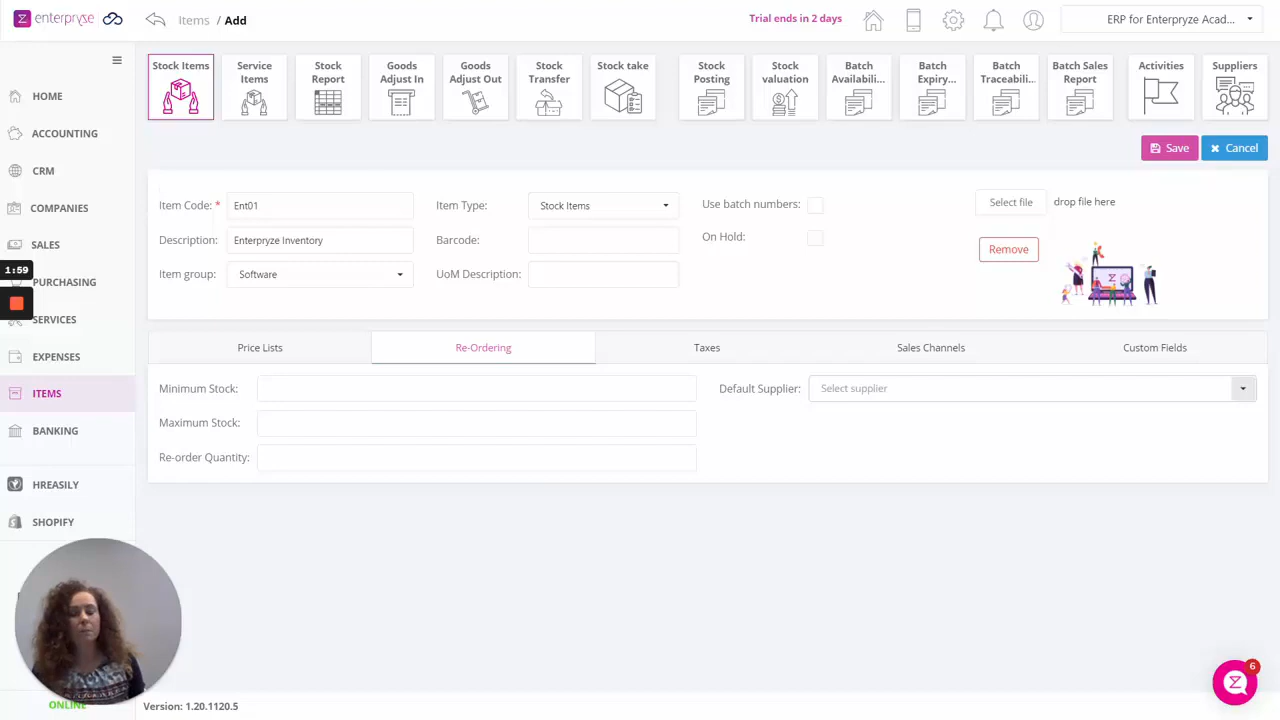 enterpryze
Items / Add
Trial ends in 2 days
ERP for Enterpryze Acad...
Stock Items
Service Items
Stock Report
Goods Adjust In
Goods Adjust Out
Stock Transfer
Stock take
Stock Posting
Stock valuation
Batch Availabili...
Batch Expiry...
Batch Traceabili...
Batch Sales Report
Activities
Suppliers
HOME
ACCOUNTING
CRM
COMPANIES
SALES
1:59
PURCHASING
SERVICES
EXPENSES
ITEMS
BANKING
HREASILY
SHOPIFY
ONLINE
Save
Cancel
Item Code: * Ent01
Item Type: Stock Items
Use batch numbers:
Select file drop file here
Description: Enterpryze Inventory
Barcode:
On Hold:
Remove
Item group: Software
UoM Description:
Price Lists
Re-Ordering
Taxes
Sales Channels
Custom Fields
Minimum Stock:
Default Supplier: Select supplier
Maximum Stock:
Re-order Quantity:
6
Version: 1.20.1120.5